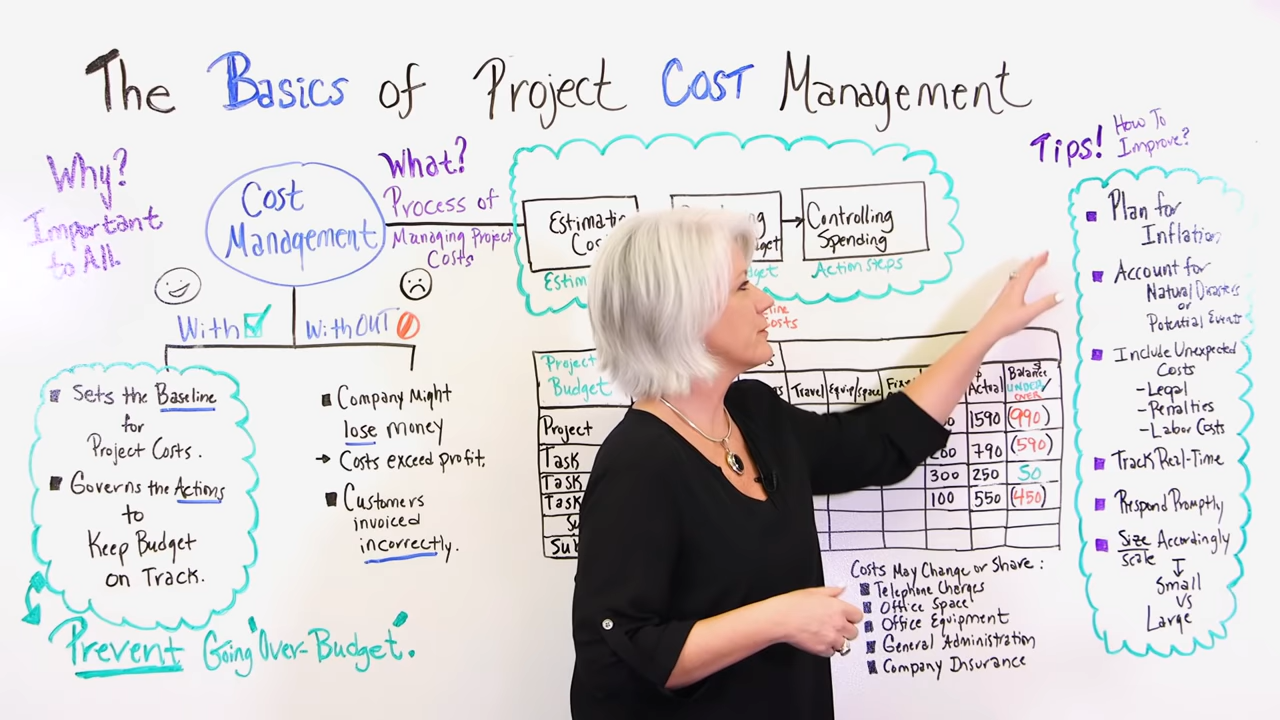 The Basics of Project Cost Management
Why?
Important
to All.
Cost
Management
What?
Process of
Managing Project
Costs
Controlling
Spending
Action steps
Tips!
How To
Improve?
Plan for
Inflation
Account for
Natural Disasters
or
Potential Events
Include Unexpected
Costs
-Legal
-Penalties
-Labor Costs
Track Real-Time
Respond Promptly
Size Accordingly
Scale
Small
vs
Large
With
WithOUT
Sets the Baseline
for
Project Costs.
Governs the Actions
to
Keep Budget
on Track.
Prevent Going "Over-Budget."
Company Might
lose money
→ Costs exceed profit.
Customers
invoiced
incorrectly.
Project
Budget
Travel Equip/space
Actual
Balance
UNDER
OVER
Project 1590 (990)
Task 790 (590)
Task 300 250 50
Task 100 550 (450)
Costs May Change or Share:
Telephone Charges
Office Space
Office Equipment
General Administration
Company Insurance